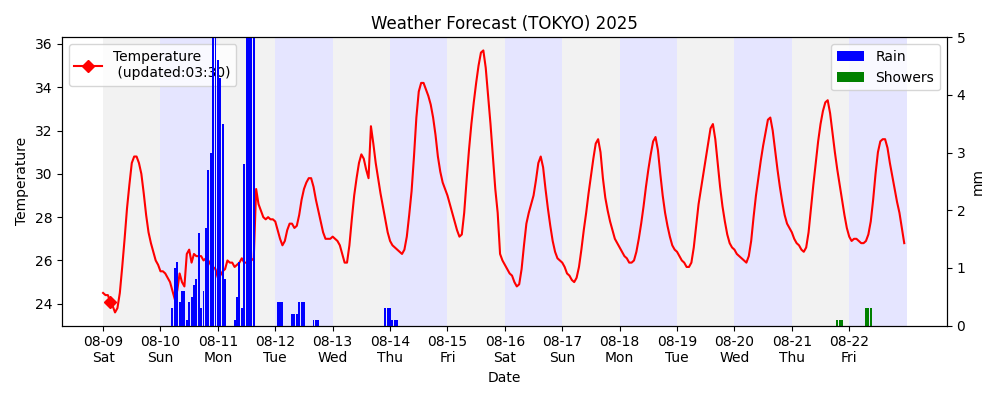 Weather Forecast (TOKYO) 2025
Temperature
(updated:03:30)
Rain
Showers
36
34
32
30
28
26
24
Temperature
5
4
3
2
1
0
mm
08-09 08-10 08-11 08-12 08-13 08-14 08-15 08-16 08-17 08-18 08-19 08-20 08-21 08-22
Sat Sun Mon Tue Wed Thu Fri Sat Sun Mon Tue Wed Thu Fri
Date